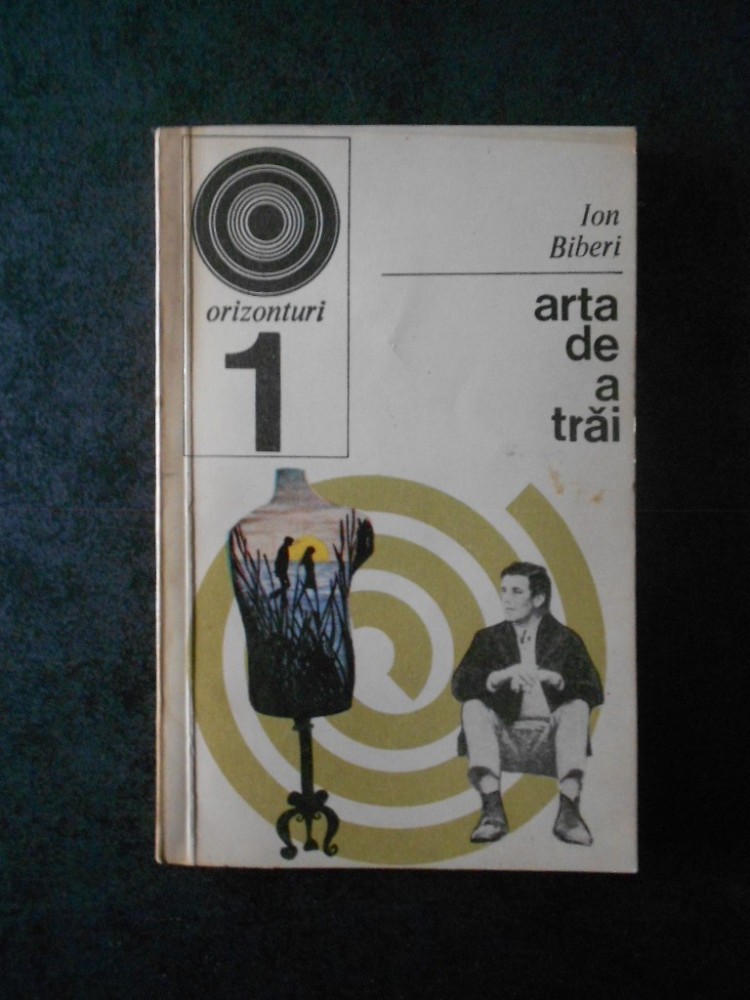 orizonturi
1
Ion
Biberi
arta
de
a
trăi